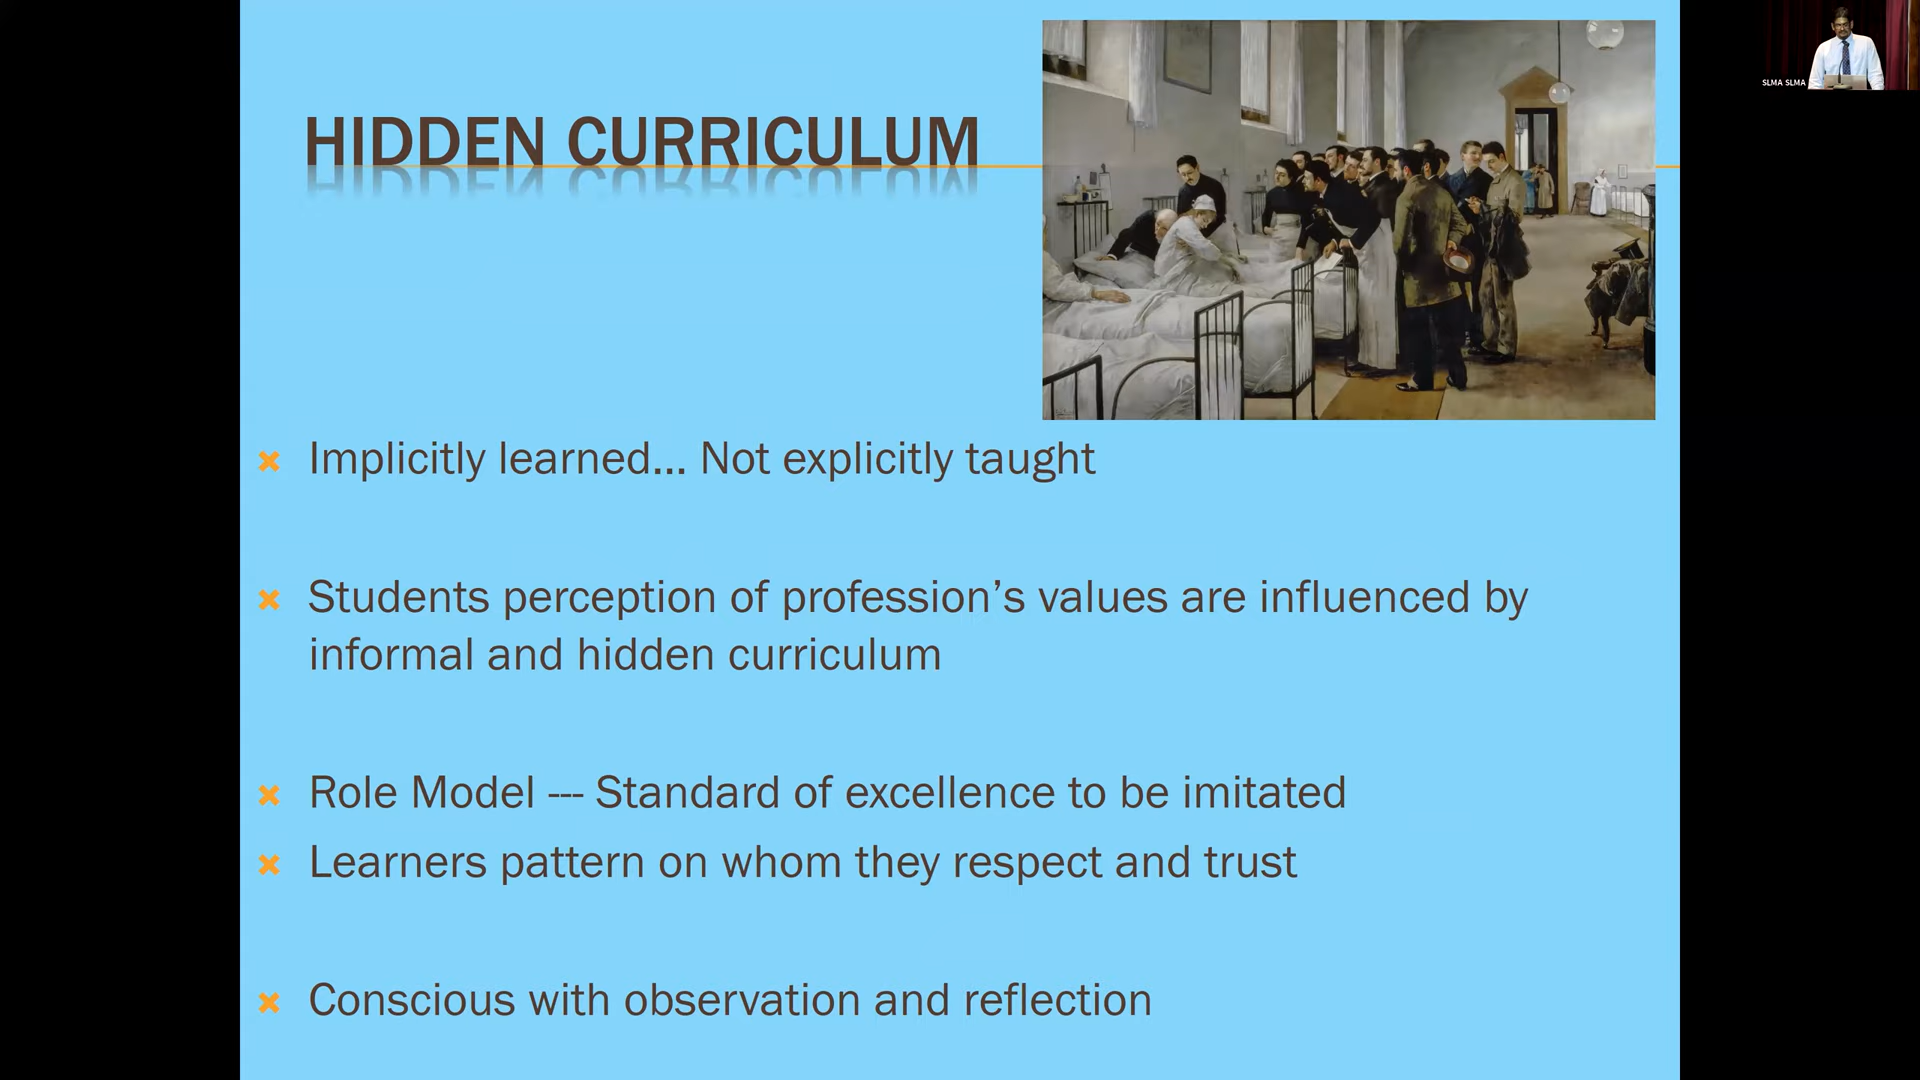 HIDDEN CURRICULUM
SLMA SLMA
Implicitly learned... Not explicitly taught
Students perception of profession's values are influenced by
informal and hidden curriculum
Role Model --- Standard of excellence to be imitated
Learners pattern on whom they respect and trust
Conscious with observation and reflection